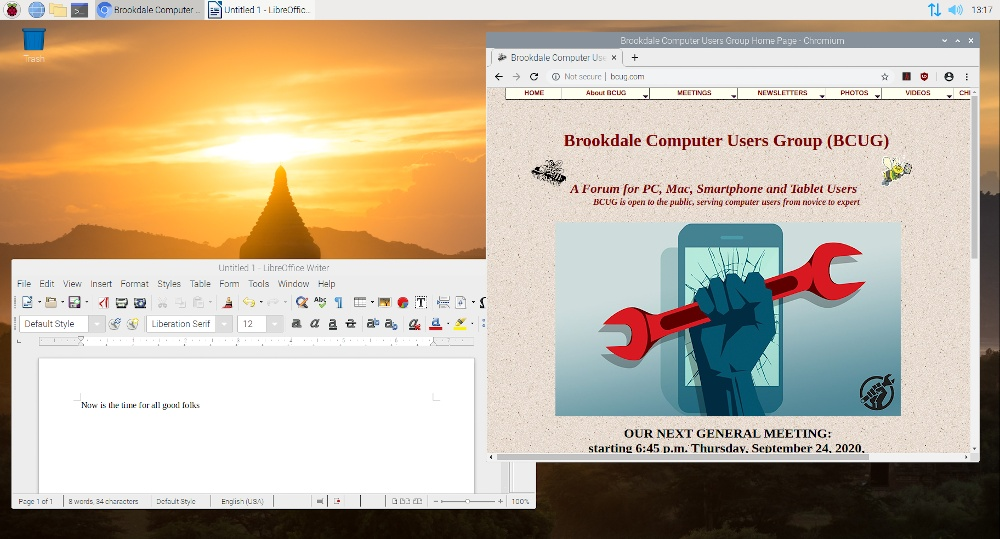 Brookdale Computer ...
Untitled 1 - LibreOffic...
13:17
Trash
Brookdale Computer Users Group Home Page - Chromium
Brookdale Computer Use
Not secure | bcug.com
HOME
About BCUG
MEETINGS
NEWSLETTERS
PHOTOS
VIDEOS
CHI
Brookdale Computer Users Group (BCUG)
A Forum for PC, Mac, Smartphone and Tablet Users
BCUG is open to the public, serving computer users from novice to expert
OUR NEXT GENERAL MEETING:
starting 6:45 p.m. Thursday, September 24, 2020,
Untitled 1 - LibreOffice Writer
File Edit View Insert Format Styles Table Form Tools Window Help
Default Style
Liberation Serif
12
Now is the time for all good folks
Page 1 of 1
8 words, 34 characters
Default Style
English (USA)
100%